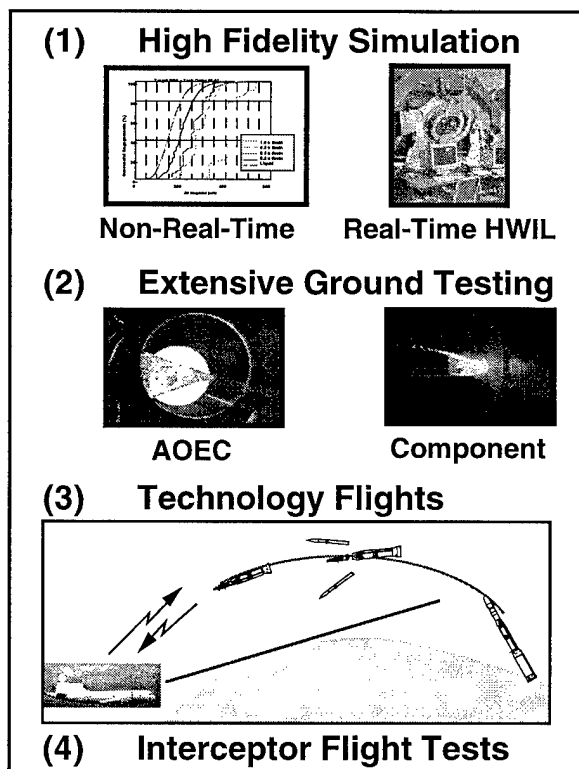 (1) High Fidelity Simulation
Non-Real-Time
Real-Time HWIL
(2) Extensive Ground Testing
AOEC
Component
(3) Technology Flights
(4) Interceptor Flight Tests